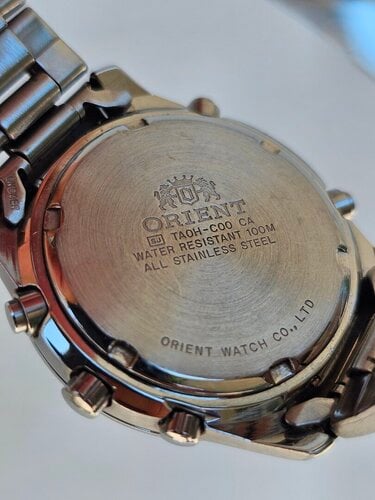 ORIENT
TA0H-C00 CA
WATER RESISTANT 100M
ALL STAINLESS STEEL
ORIENT WATCH CO., LTD